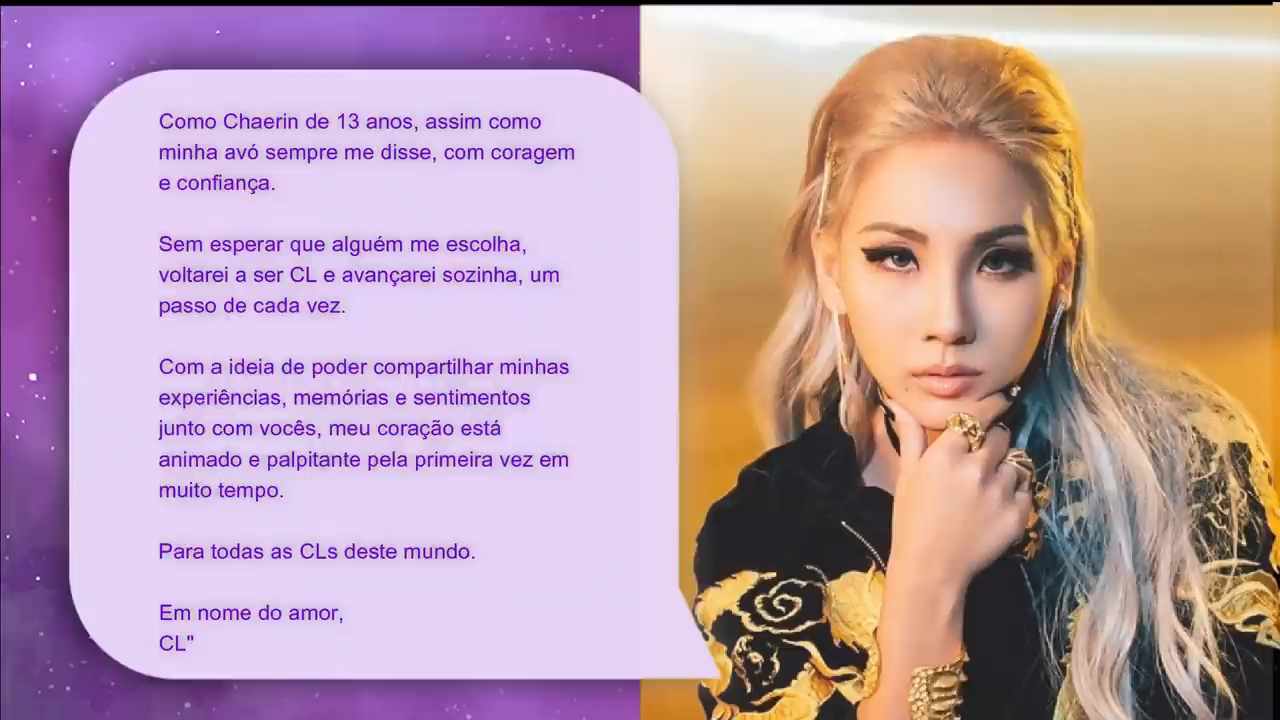 Como Chaerin de 13 anos, assim como
minha avó sempre me disse, com coragem
e confiança.
Sem esperar que alguém me escolha,
voltarei a ser CL e avançarei sozinha, um
passo de cada vez.
Com a ideia de poder compartilhar minhas
experiências, memórias e sentimentos
junto com vocês, meu coração está
animado e palpitante pela primeira vez em
muito tempo.
Para todas as CLs deste mundo.
Em nome do amor,
CL"